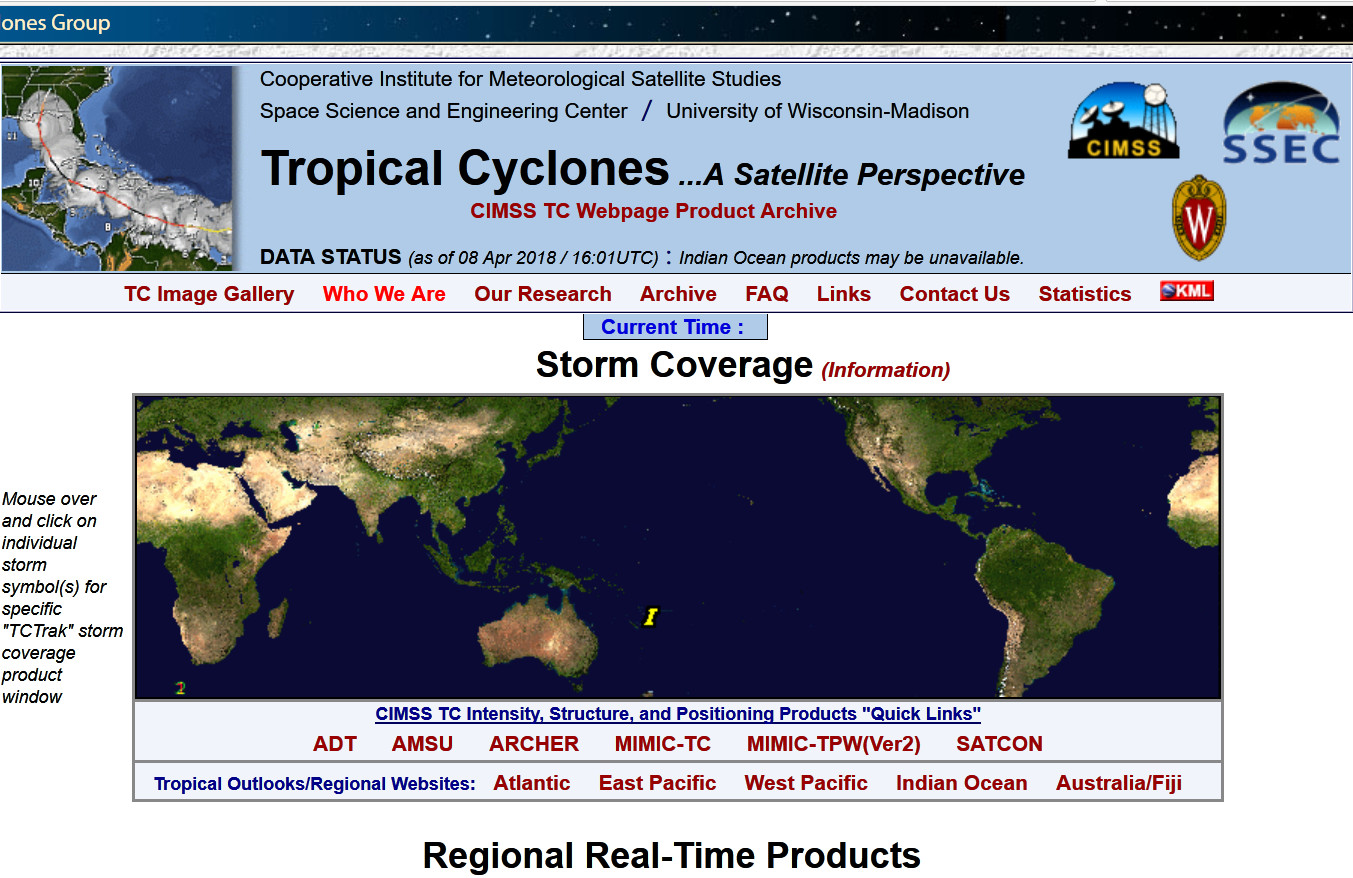 lones Group
Cooperative Institute for Meteorological Satellite Studies
Space Science and Engineering Center / University of Wisconsin-Madison
Tropical Cyclones ...A Satellite Perspective
CIMSS TC Webpage Product Archive
DATA STATUS (as of 08 Apr 2018 / 16:01UTC) : Indian Ocean products may be unavailable.
CIMSS
SSEC
W
11
10
8
TC Image Gallery Who We Are Our Research Archive FAQ Links Contact Us Statistics KML
Current Time :
Storm Coverage (Information)
Mouse over
and click on
individual
storm
symbol(s) for
specific
"TCTrak" storm
coverage
product
window
I
2
CIMSS TC Intensity, Structure, and Positioning Products "Quick Links"
ADT AMSU ARCHER MIMIC-TC MIMIC-TPW(Ver2) SATCON
Tropical Outlooks/Regional Websites: Atlantic East Pacific West Pacific Indian Ocean Australia/Fiji
Regional Real-Time Products